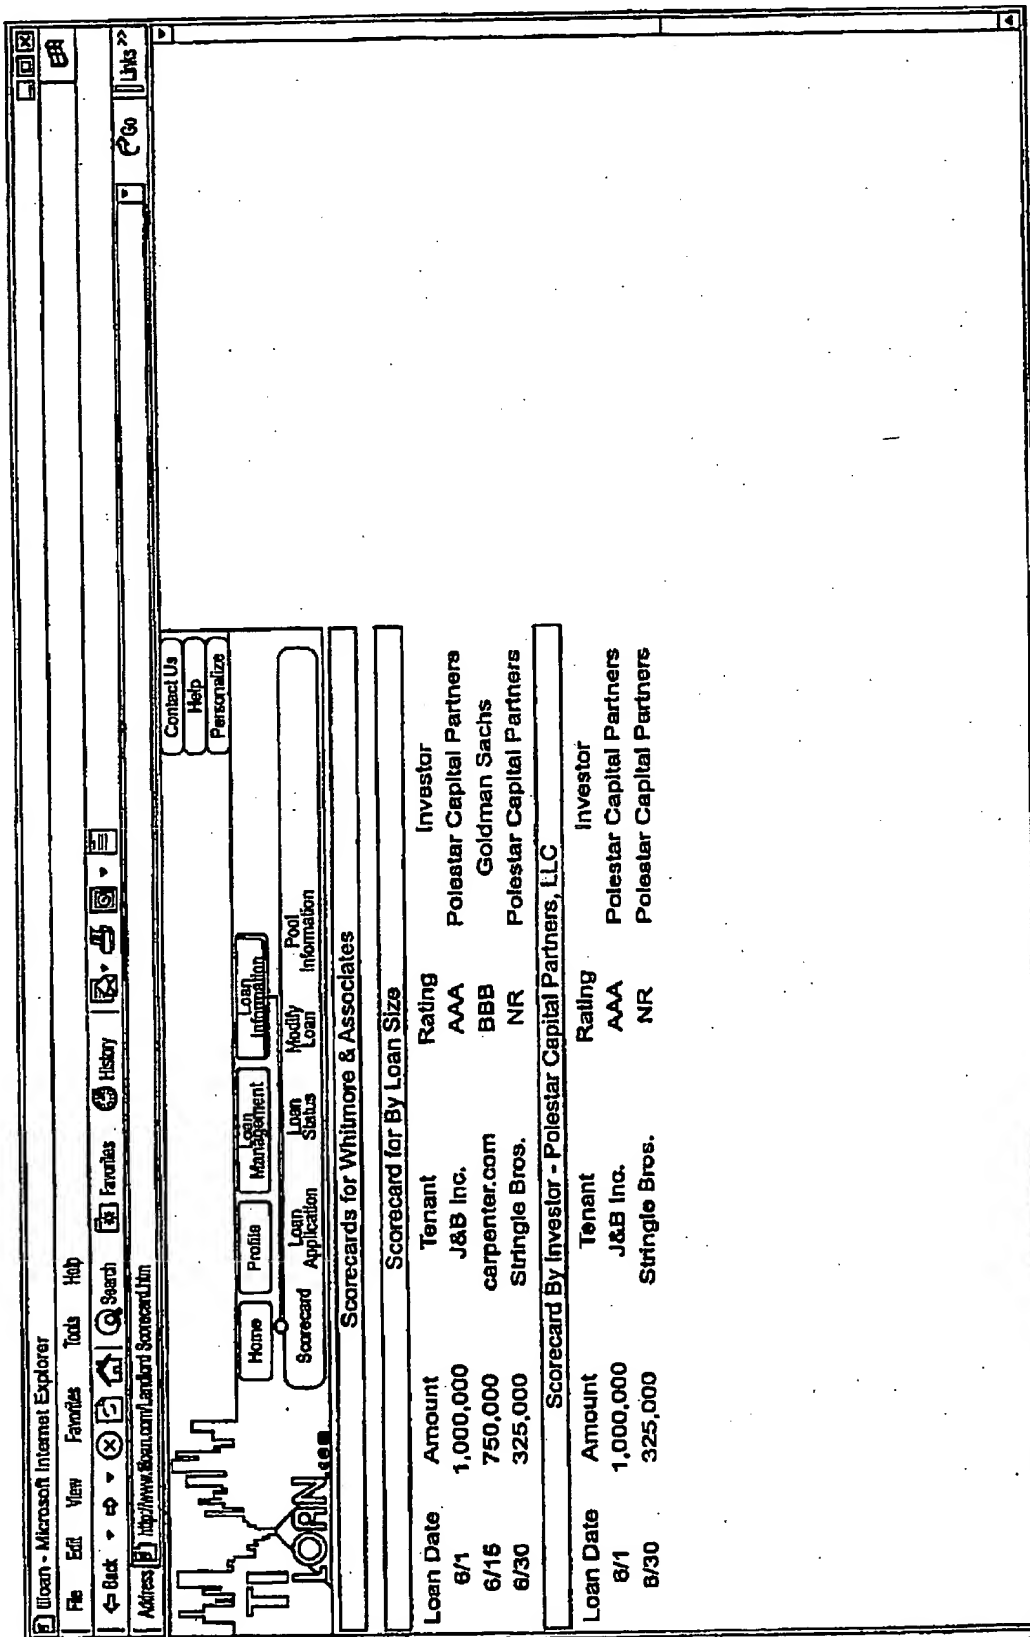 tiloan - Microsoft Internet Explorer
File Edit View Favorites Tools Help
Back Search Favorites History
Address http://www.tiloan.com/Landlord Scorecard.htm Go Links »
TI LOAN.com
Contact Us
Help
Personalize
Home Profile Loan Management Loan Information
Scorecard Loan Application Loan Status Modify Loan Pool Information
Scorecards for Whitmore & Associates
Scorecard for By Loan Size
Loan Date Amount Tenant Rating Investor
6/1 1,000,000 J&B Inc. AAA Polestar Capital Partners
6/15 750,000 carpenter.com BBB Goldman Sachs
6/30 325,000 Stringle Bros. NR Polestar Capital Partners
Scorecard By Investor - Polestar Capital Partners, LLC
Loan Date Amount Tenant Rating Investor
6/1 1,000,000 J&B Inc. AAA Polestar Capital Partners
6/30 325,000 Stringle Bros. NR Polestar Capital Partners